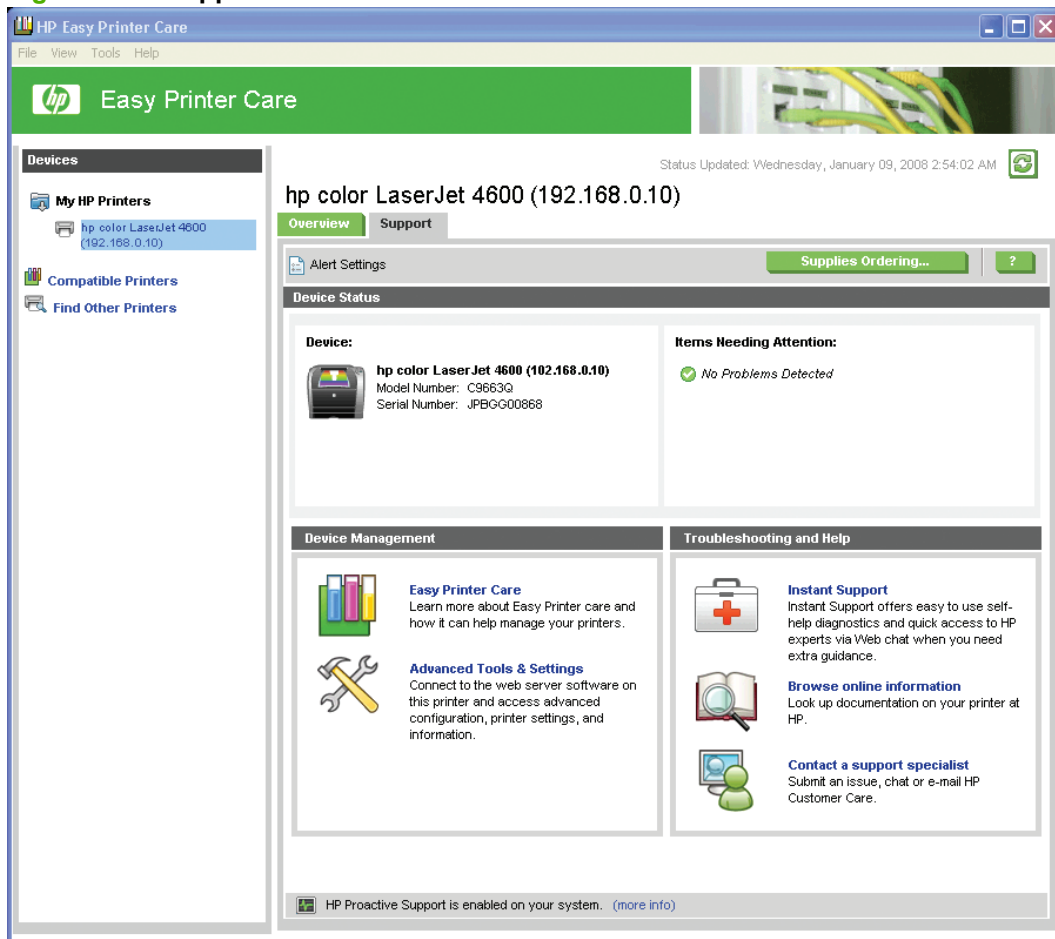 HP Easy Printer Care
File View Tools Help
hp Easy Printer Care
Devices
My HP Printers
hp color LaserJet 4600
(192.168.0.10)
Compatible Printers
Find Other Printers
Status Updated: Wednesday, January 09, 2008 2:54:02 AM
hp color LaserJet 4600 (192.168.0.10)
Overview Support
Alert Settings
Supplies Ordering... ?
Device Status
Device:
hp color LaserJet 4600 (102.168.0.10)
Model Number: C9663Q
Serial Number: JPBGG00868
Items Needing Attention:
No Problems Detected
Device Management
Easy Printer Care
Learn more about Easy Printer care and
how it can help manage your printers.
Advanced Tools & Settings
Connect to the web server software on
this printer and access advanced
configuration, printer settings, and
information.
Troubleshooting and Help
Instant Support
Instant Support offers easy to use self-
help diagnostics and quick access to HP
experts via Web chat when you need
extra guidance.
Browse online information
Look up documentation on your printer at
HP.
Contact a support specialist
Submit an issue, chat or e-mail HP
Customer Care.
HP Proactive Support is enabled on your system. (more info)